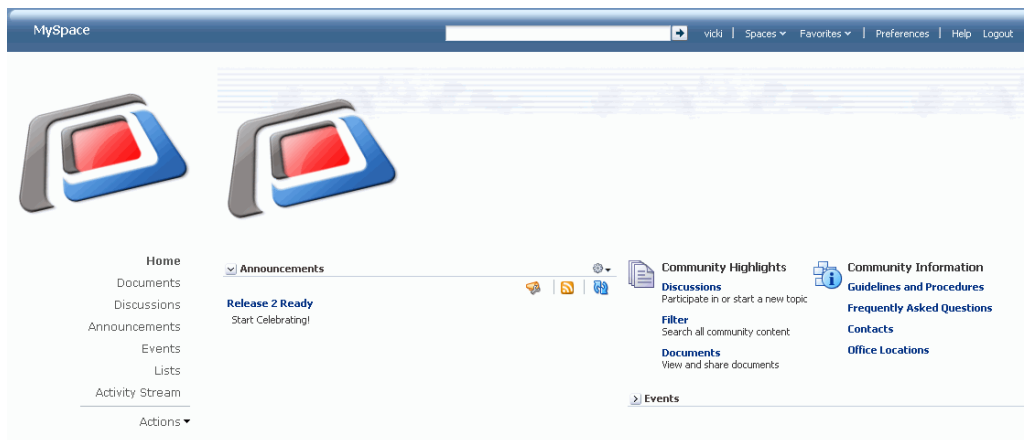 MySpace
vicki | Spaces | Favorites | Preferences | Help Logout
Home
Documents
Discussions
Announcements
Events
Lists
Activity Stream
Actions
Announcements
Release 2 Ready
Start Celebrating!
Community Highlights
Discussions
Participate in or start a new topic
Filter
Search all community content
Documents
View and share documents
Community Information
Guidelines and Procedures
Frequently Asked Questions
Contacts
Office Locations
Events